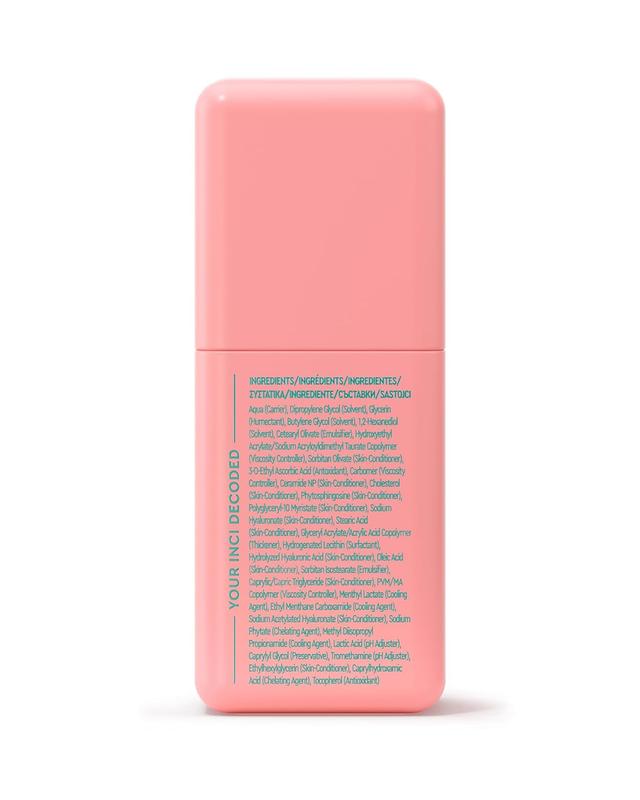 YOUR INCI DECODED
INGREDIENTS/INGRÉDIENTS/INGREDIENTES/
ΣΥΣΤΑΤΙΚΑ/INGREDIENTE/СЪСТАВКИ/SASTOJCI
Aqua (Carrier), Dipropylene Glycol (Solvent), Glycerin
(Humectant), Butylene Glycol (Solvent), 1,2-Hexanediol
(Solvent), Cetearyl Olivate (Emulsifier), Hydroxyethyl
Acrylate/Sodium Acryloyldimethyl Taurate Copolymer
(Viscosity Controller), Sorbitan Olivate (Skin-Conditioner),
3-O-Ethyl Ascorbic Acid (Antioxidant), Carbomer (Viscosity
Controller), Ceramide NP (Skin-Conditioner), Cholesterol
(Skin-Conditioner), Phytosphingosine (Skin-Conditioner),
Polyglyceryl-10 Myristate (Skin-Conditioner), Sodium
Hyaluronate (Skin-Conditioner), Stearic Acid
(Skin-Conditioner), Glyceryl Acrylate/Acrylic Acid Copolymer
(Thickener), Hydrogenated Lecithin (Surfactant),
Hydrolyzed Hyaluronic Acid (Skin-Conditioner), Oleic Acid
(Skin-Conditioner), Sorbitan Isostearate (Emulsifier),
Caprylic/Capric Triglyceride (Skin-Conditioner), PVM/MA
Copolymer (Viscosity Controller), Menthyl Lactate (Cooling
Agent), Ethyl Menthane Carboxamide (Cooling Agent),
Sodium Acetylated Hyaluronate (Skin-Conditioner), Sodium
Phytate (Chelating Agent), Methyl Diisopropyl
Propionamide (Cooling Agent), Lactic Acid (pH Adjuster),
Caprylyl Glycol (Preservative), Tromethamine (pH Adjuster),
Ethylhexylglycerin (Skin-Conditioner), Caprylhydroxamic
Acid (Chelating Agent), Tocopherol (Antioxidant)